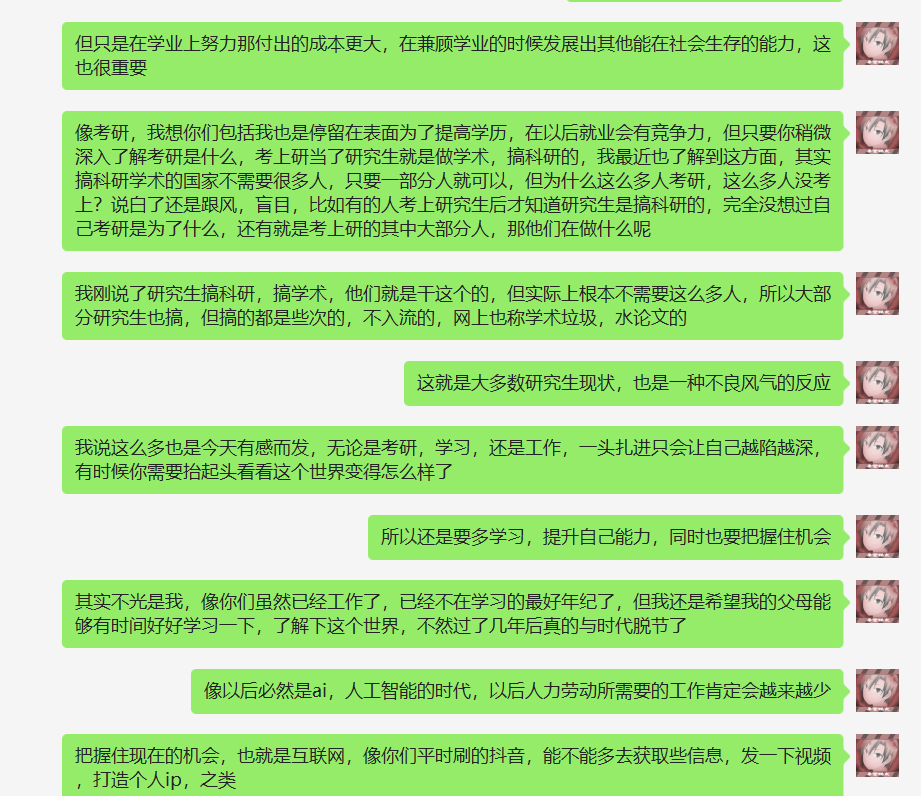 但只是在学业上努力那付出的成本更大，在兼顾学业的时候发展出其他能在社会生存的能力，这
也很重要
像考研，我想你们包括我也是停留在表面为了提高学历，在以后就业会有竞争力，但只要你稍微
深入了解考研是什么，考上研当了研究生就是做学术，搞科研的，我最近也了解到这方面，其实
搞科研学术的国家不需要很多人，只要一部分人就可以，但为什么这么多人考研，这么多人没考
上？说白了还是跟风，盲目，比如有的人考上研究生后才知道研究生是搞科研的，完全没想过自
己考研是为了什么，还有就是考上研的其中大部分人，那他们在做什么呢
我刚说了研究生搞科研，搞学术，他们就是干这个的，但实际上根本不需要这么多人，所以大部
分研究生也搞，但搞的都是些次的，不入流的，网上也称学术垃圾，水论文的
这就是大多数研究生现状，也是一种不良风气的反应
我说这么多也是今天有感而发，无论是考研，学习，还是工作，一头扎进只会让自己越陷越深，
有时候你需要抬起头看看这个世界变得怎么样了
所以还是要多学习，提升自己能力，同时也要把握住机会
其实不光是我，像你们虽然已经工作了，已经不在学习的最好年纪了，但我还是希望我的父母能
够有时间好好学习一下，了解下这个世界，不然过了几年后真的与时代脱节了
像以后必然是ai，人工智能的时代，以后人力劳动所需要的工作肯定会越来越少
把握住现在的机会，也就是互联网，像你们平时刷的抖音，能不能多去获取些信息，发一下视频
，打造个人ip，之类